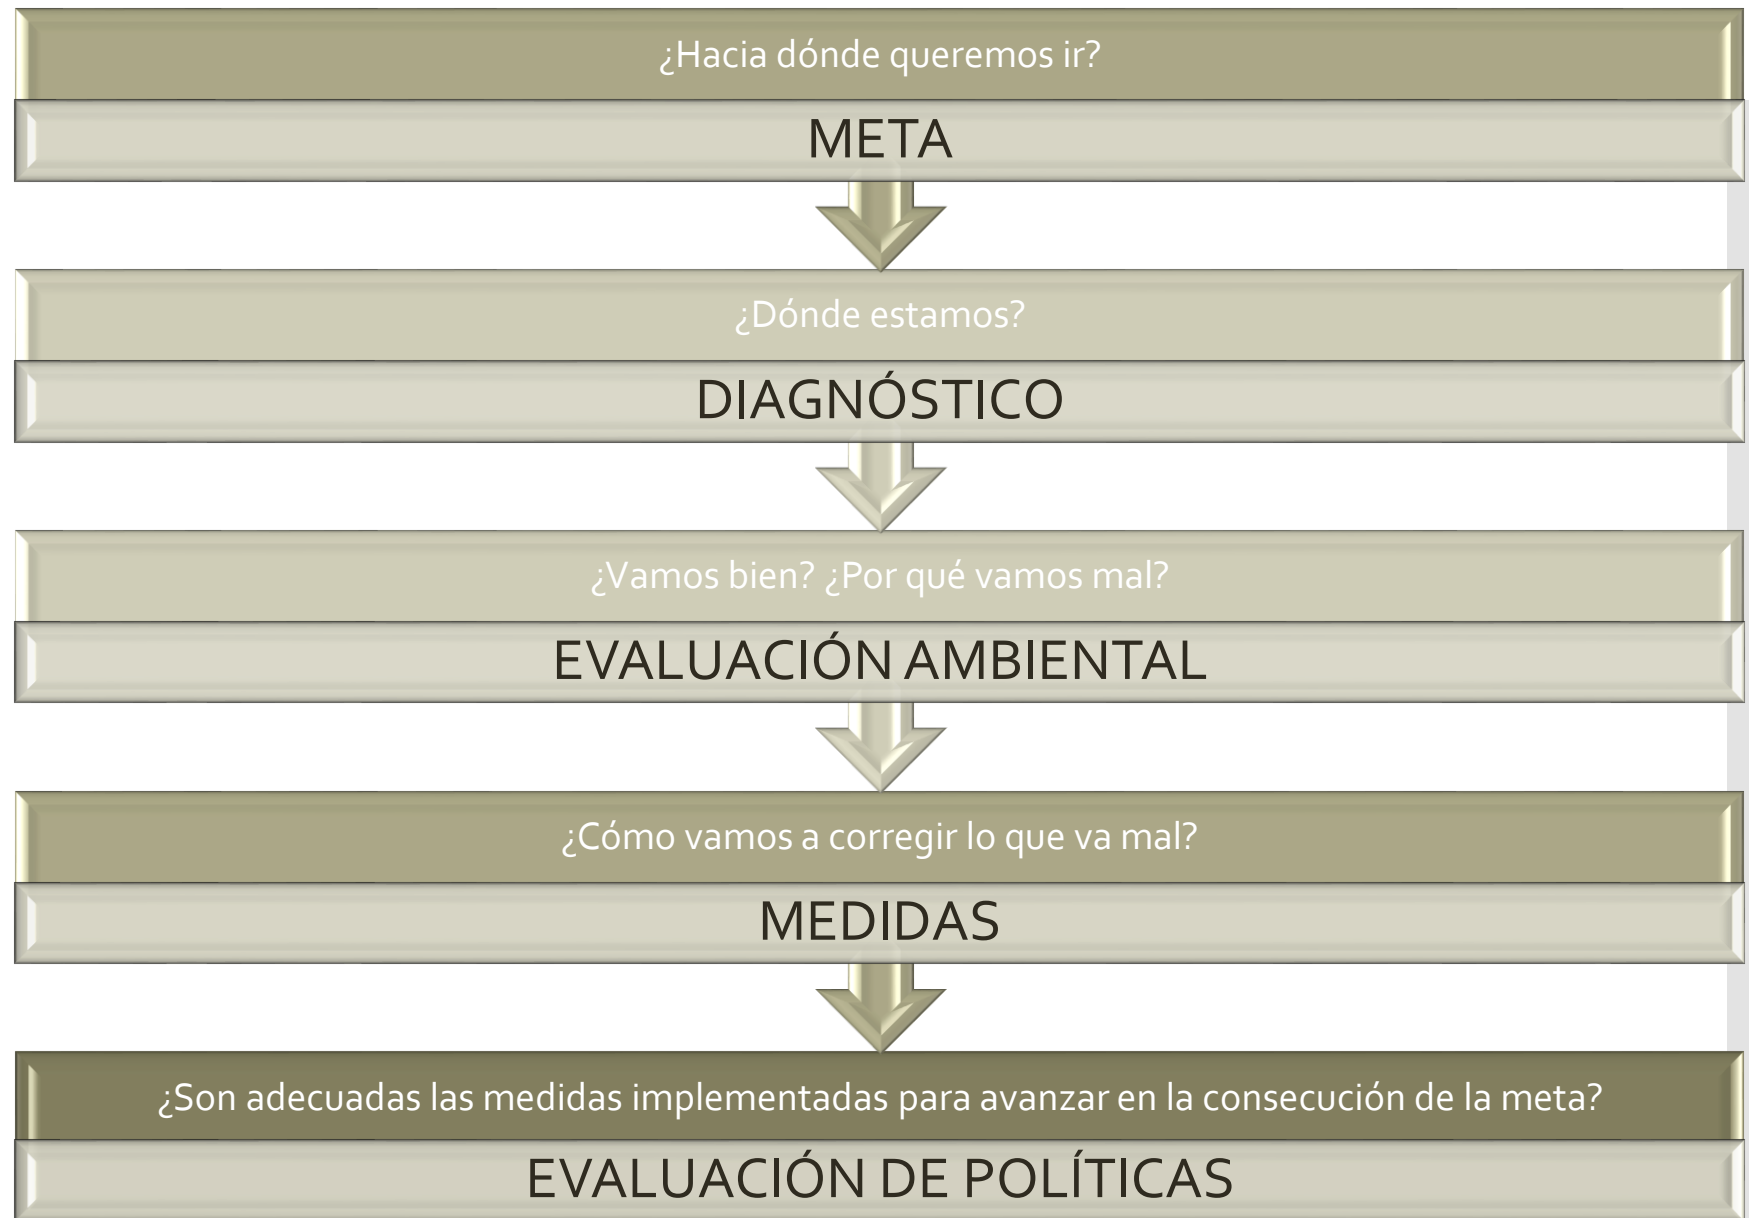 ¿Hacia dónde queremos ir?
META
¿Dónde estamos?
DIAGNÓSTICO
¿Vamos bien? ¿Por qué vamos mal?
EVALUACIÓN AMBIENTAL
¿Cómo vamos a corregir lo que va mal?
MEDIDAS
¿Son adecuadas las medidas implementadas para avanzar en la consecución de la meta?
EVALUACIÓN DE POLÍTICAS